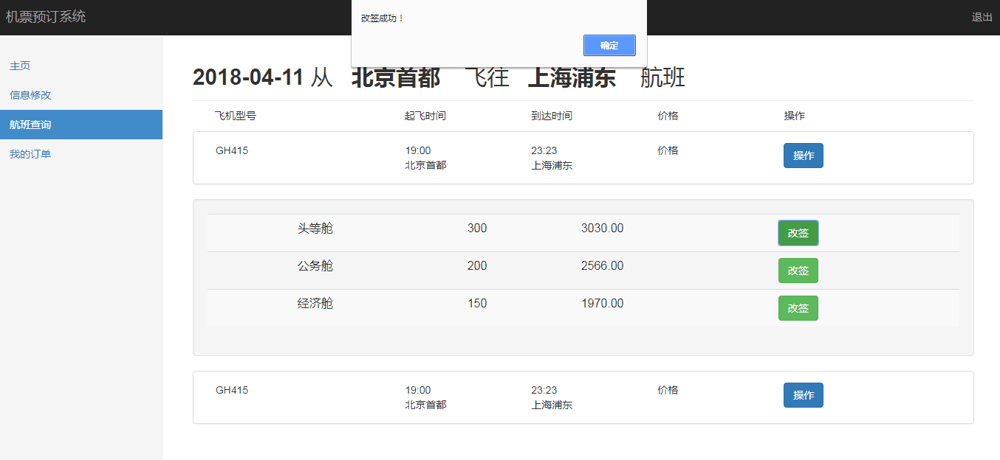 机票预订系统
改签成功！
确定
退出
主页
信息修改
航班查询
我的订单
2018-04-11 从 北京首都 飞往 上海浦东 航班
飞机型号 起飞时间 到达时间 价格 操作
GH415 19:00 23:23 价格 操作
北京首都 上海浦东
头等舱 300 3030.00 改签
公务舱 200 2566.00 改签
经济舱 150 1970.00 改签
GH415 19:00 23:23 价格 操作
北京首都 上海浦东